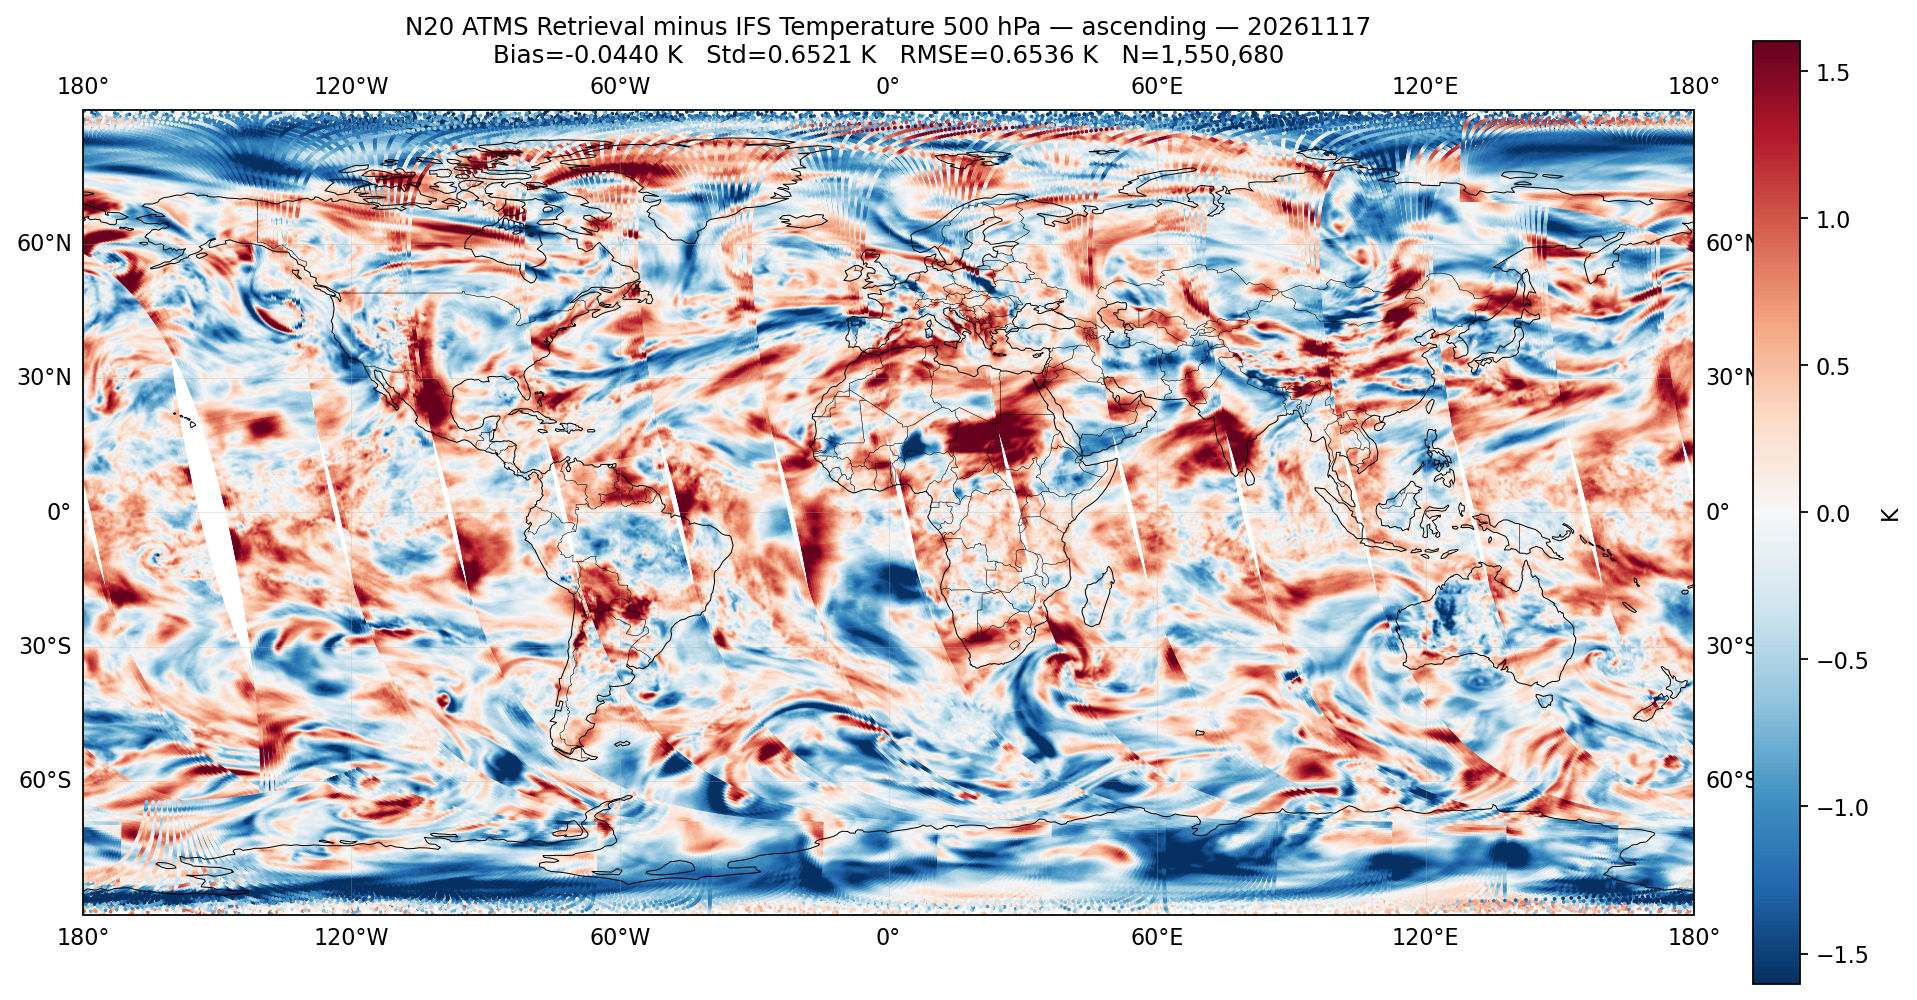 N20 ATMS Retrieval minus IFS Temperature 500 hPa — ascending — 20261117
Bias=-0.0440 K   Std=0.6521 K   RMSE=0.6536 K   N=1,550,680
180° 120°W 60°W 0° 60°E 120°E 180°
60°N 60°N
30°N 30°N
0° 0°
30°S 30°S
60°S 60°S
180° 120°W 60°W 0° 60°E 120°E 180°
1.5
1.0
0.5
0.0
−0.5
−1.0
−1.5
K